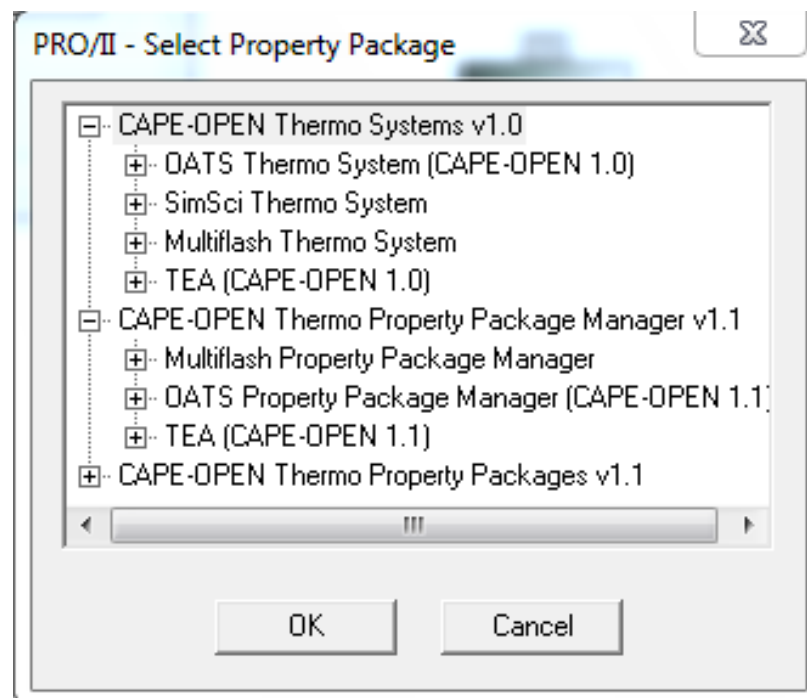 PRO/II - Select Property Package
CAPE-OPEN Thermo Systems v1.0
OATS Thermo System (CAPE-OPEN 1.0)
SimSci Thermo System
Multiflash Thermo System
TEA (CAPE-OPEN 1.0)
CAPE-OPEN Thermo Property Package Manager v1.1
Multiflash Property Package Manager
OATS Property Package Manager (CAPE-OPEN 1.1)
TEA (CAPE-OPEN 1.1)
CAPE-OPEN Thermo Property Packages v1.1
OK
Cancel